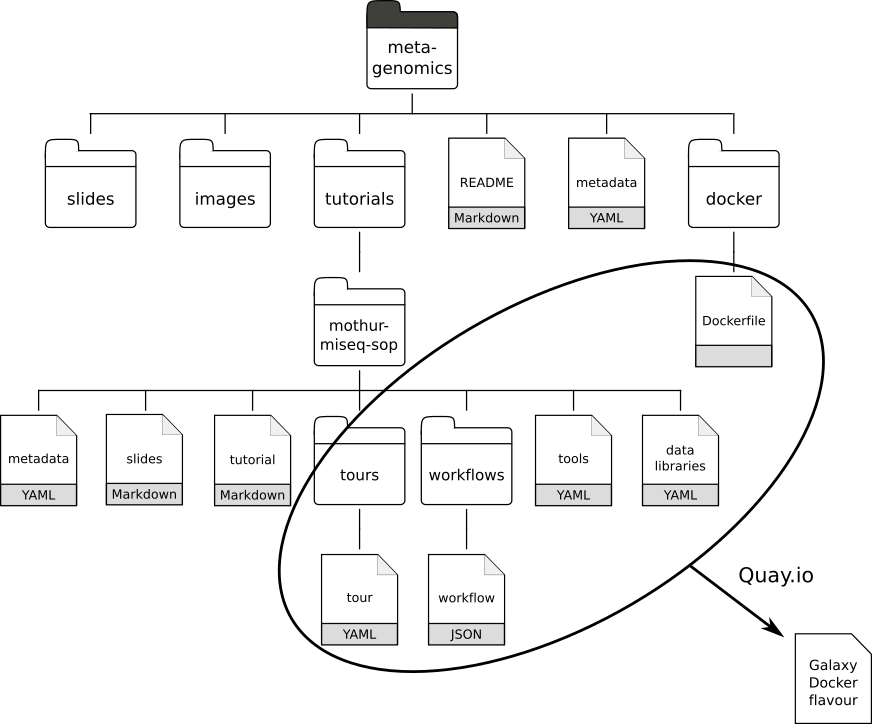 meta-
genomics
slides
images
tutorials
README
Markdown
metadata
YAML
docker
mothur-
miseq-sop
Dockerfile
metadata
YAML
slides
Markdown
tutorial
Markdown
tours
workflows
tools
YAML
data
libraries
YAML
tour
YAML
workflow
JSON
Quay.io
Galaxy
Docker
flavour